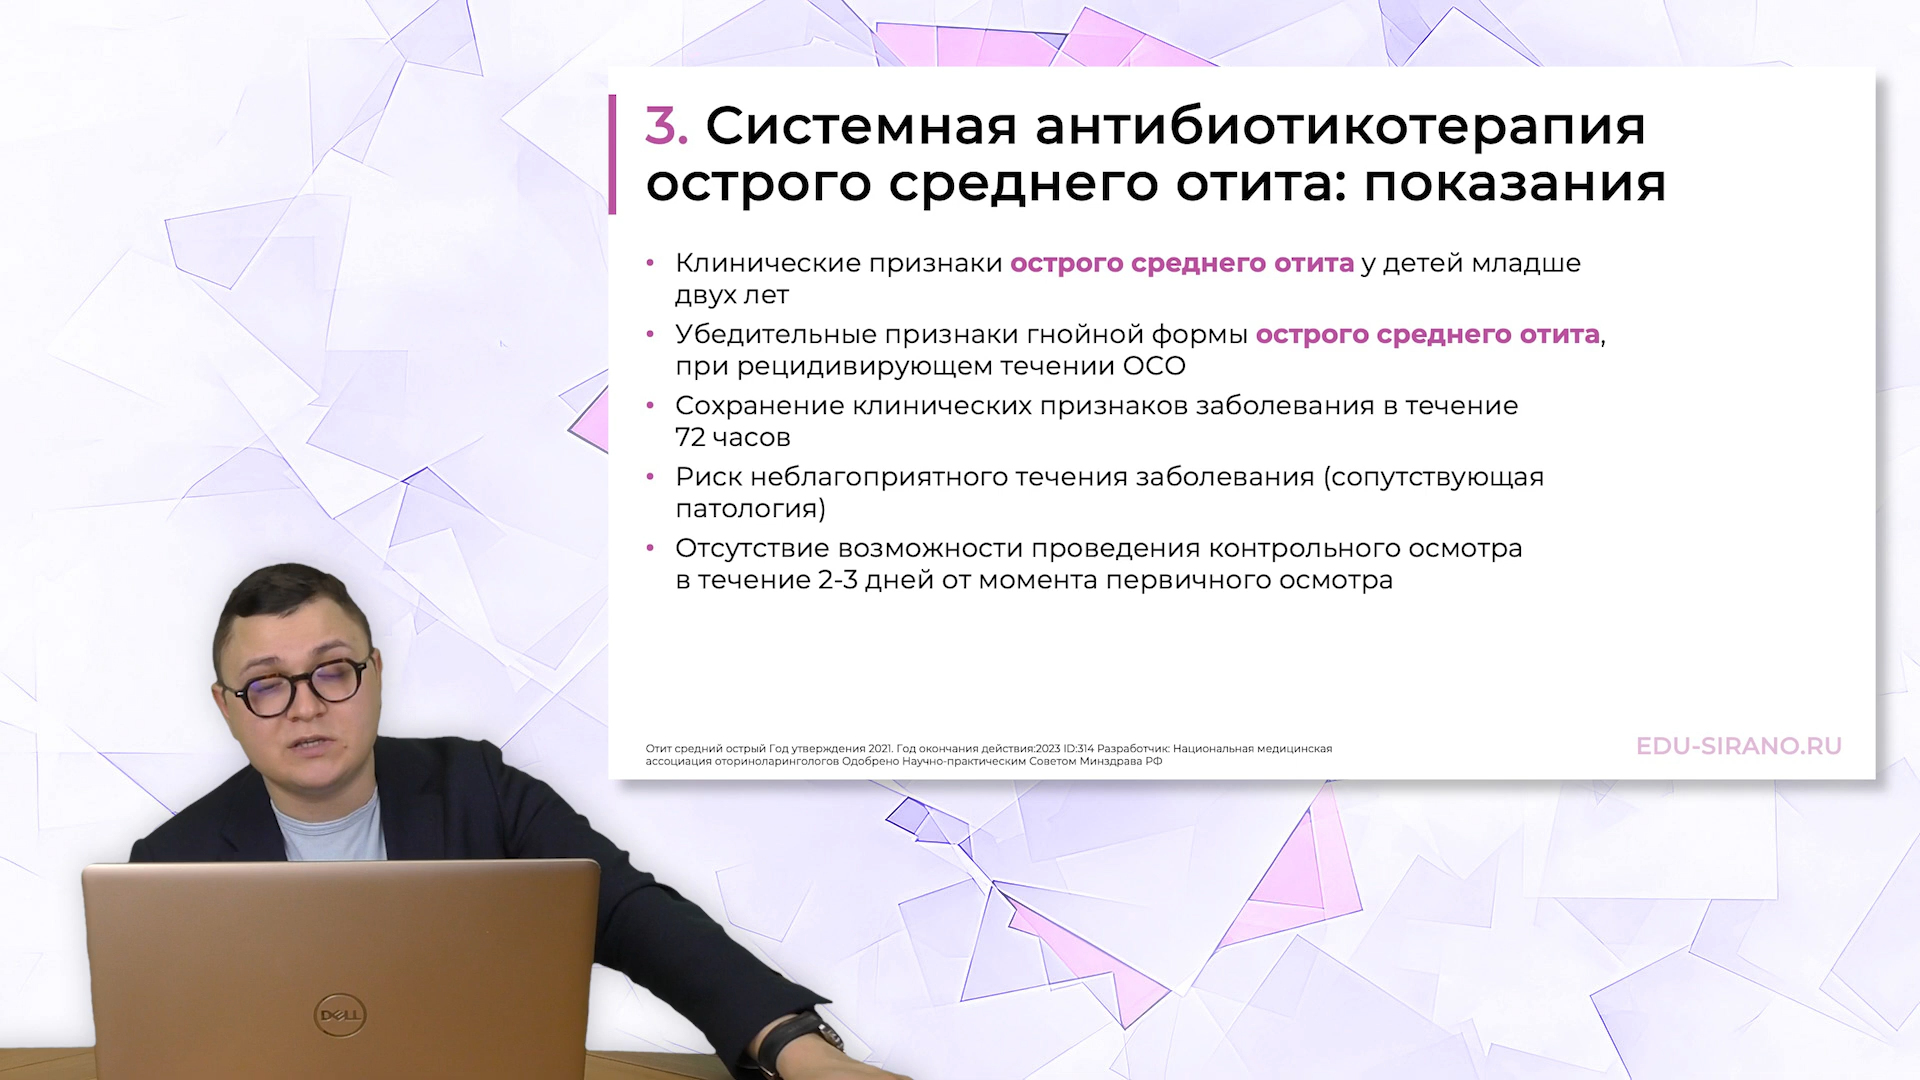 3. Системная антибиотикотерапия
острого среднего отита: показания
• Клинические признаки острого среднего отита у детей младше
двух лет
• Убедительные признаки гнойной формы острого среднего отита,
при рецидивирующем течении ОСО
• Сохранение клинических признаков заболевания в течение
72 часов
• Риск неблагоприятного течения заболевания (сопутствующая
патология)
• Отсутствие возможности проведения контрольного осмотра
в течение 2-3 дней от момента первичного осмотра
Отит средний острый Год утверждения 2021. Год окончания действия:2023 ID:314 Разработчик: Национальная медицинская
ассоциация оториноларингологов Одобрено Научно-практическим Советом Минздрава РФ
EDU-SIRANO.RU
DELL